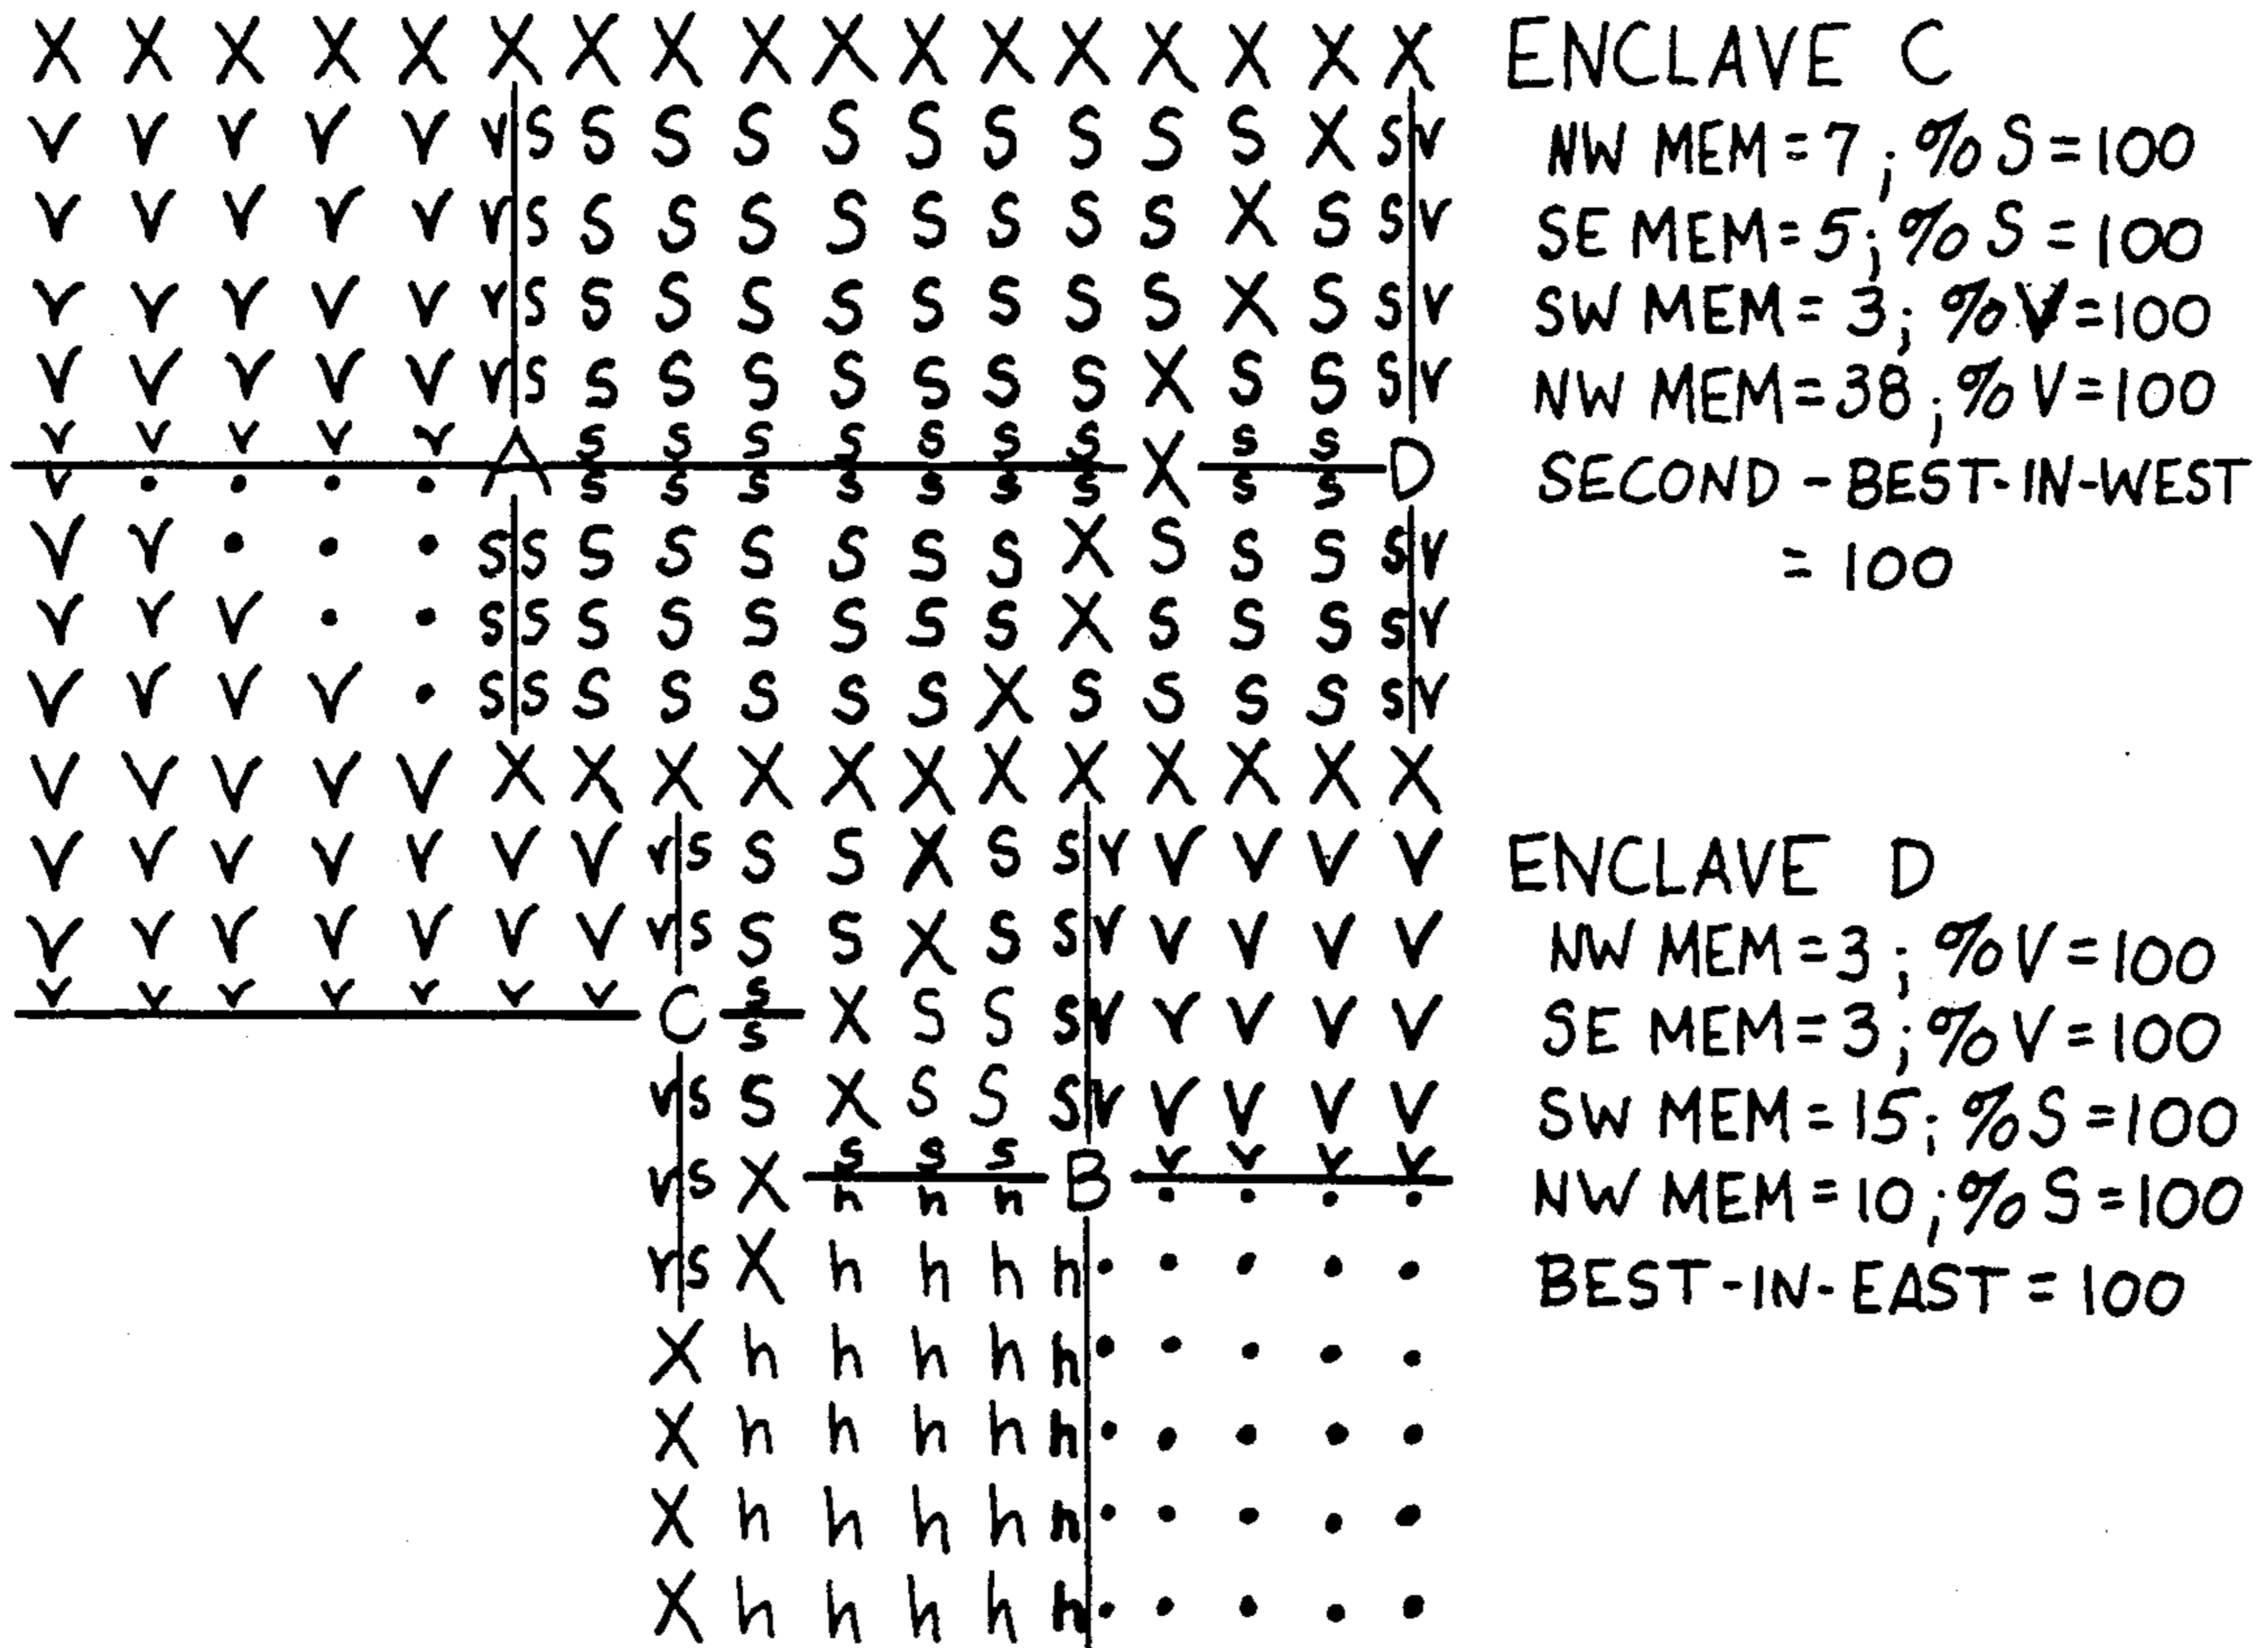 X X X X X X X X X X X X X X X X X ENCLAVE C
V V V V V V|S S S S S S S S S X S|V NW MEM = 7; % S = 100
V V V V V V|S S S S S S S S X S S|V SE MEM = 5; % S = 100
V V V V V V|S S S S S S S S X S S|V SW MEM = 3; % V = 100
V V V V V V|S S S S S S S X S S S|V NW MEM = 38; % V = 100
V V V V V S S S S S S S S S
A X D SECOND - BEST-IN-WEST
V • • • • S S S S S S S S S
V V • • • S|S S S S S S S X S S S S|V = 100
V V V • • S|S S S S S S S X S S S S|V
V V V V • S|S S S S S S X S S S S S|V
V V V V V X X X X X X X X X X X X
V V V V V V V V|S S S X S S|V V V V V ENCLAVE D
V V V V V V V V|S S S X S S|V V V V V NW MEM = 3; % V = 100
V V V V V V V S
C X S S S|V V V V V SE MEM = 3; % V = 100
S
V|S S X S S S|V V V V V SW MEM = 15; % S = 100
S S S V V V V
V|S X B NW MEM = 10; % S = 100
h h h • • • •
V|S X h h h h|• • • • • BEST-IN-EAST = 100
X h h h h h|• • • • •
X h h h h h|• • • • •
X h h h h h|• • • • •
X h h h h h|• • • • •